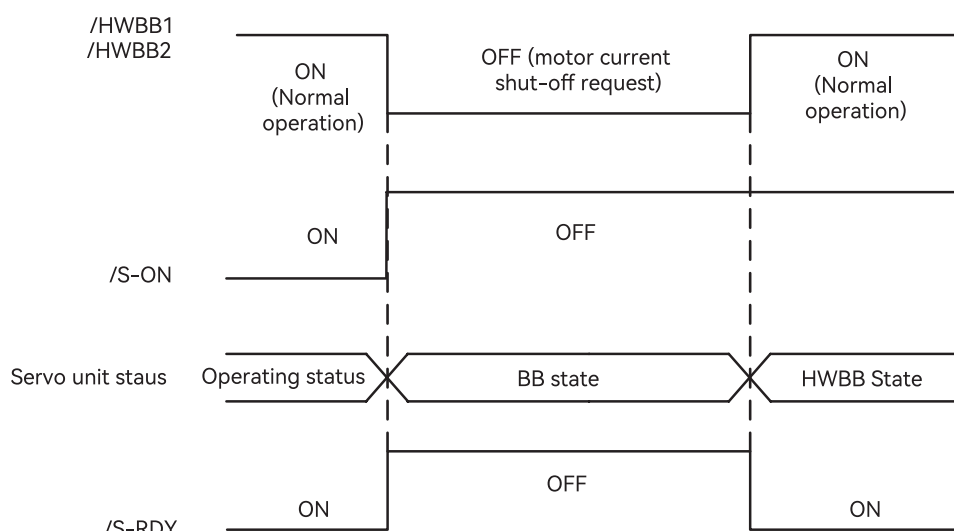 /HWBB1
/HWBB2
ON
(Normal
operation)
OFF (motor current
shut-off request)
ON
(Normal
operation)
ON
OFF
/S-ON
Servo unit staus
Operating status
BB state
HWBB State
ON
OFF
ON
/S-RDY